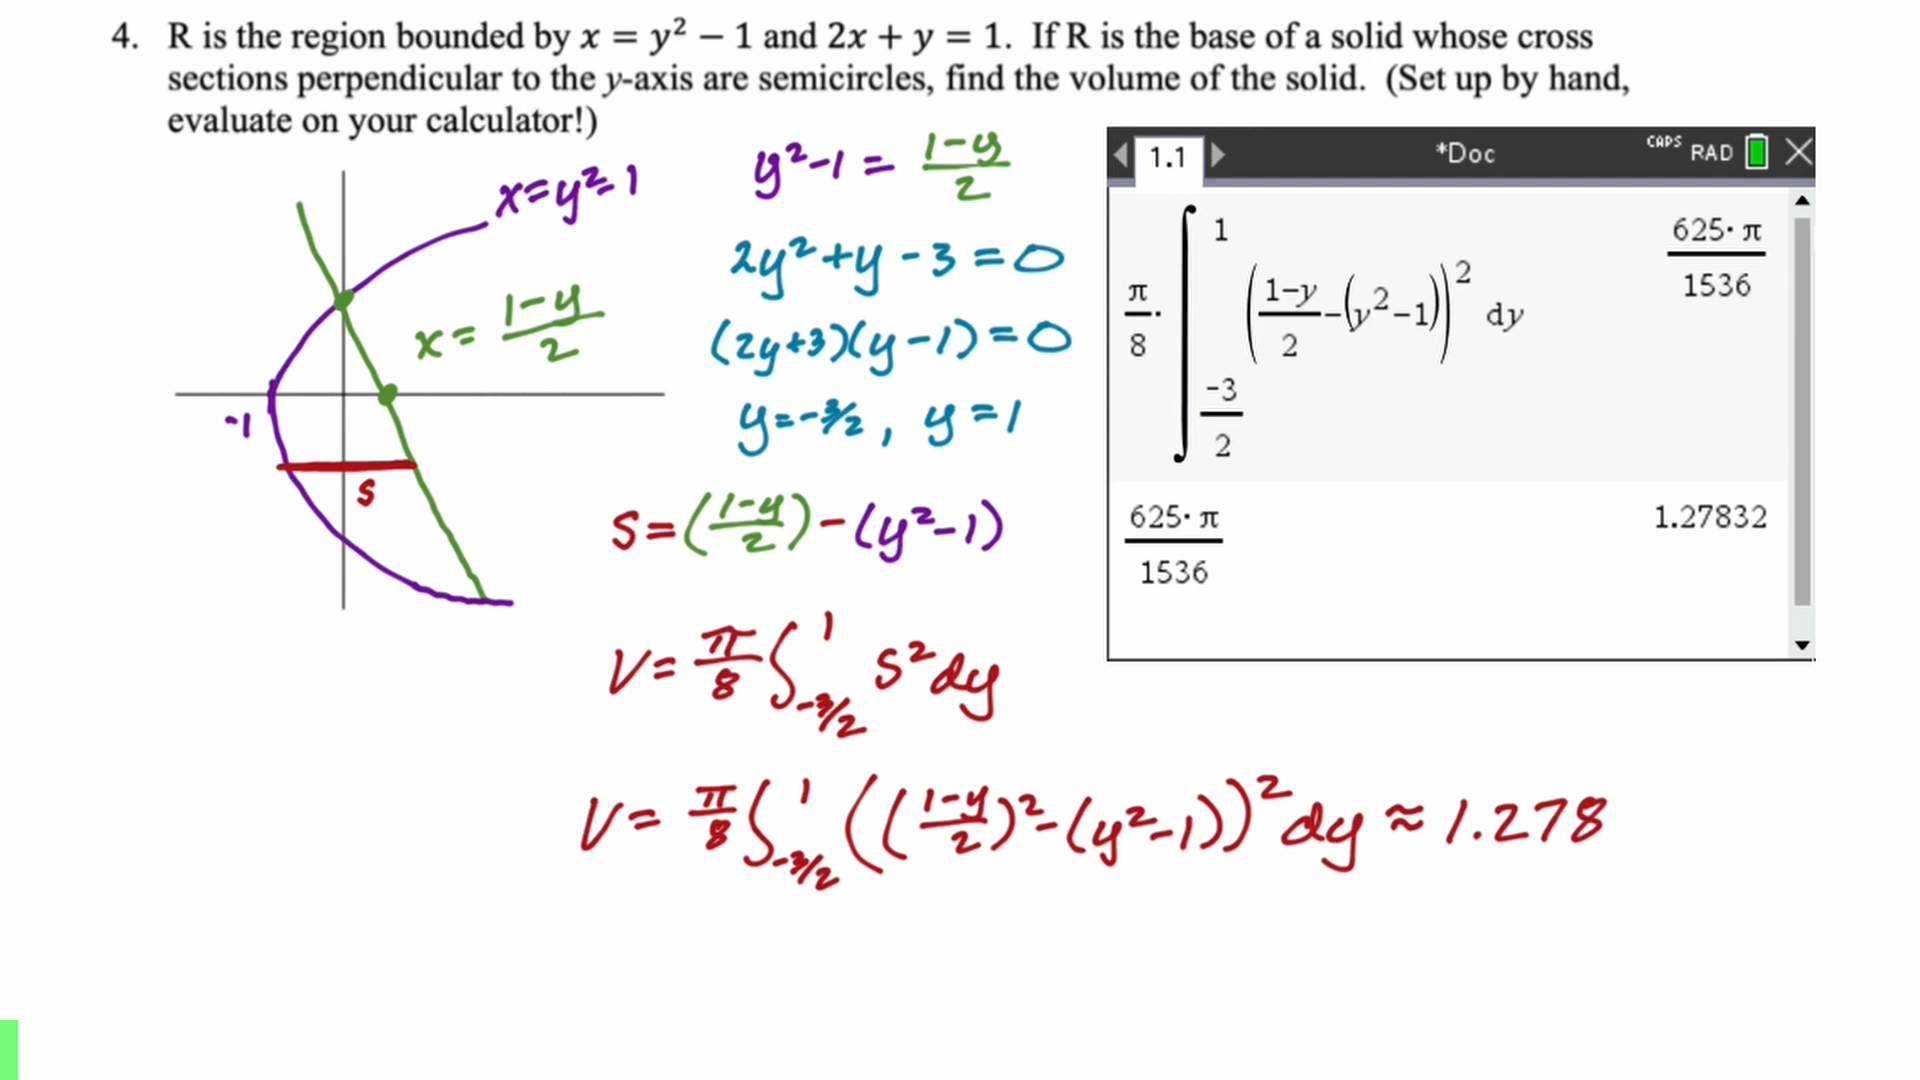 4. R is the region bounded by x = y² − 1 and 2x + y = 1. If R is the base of a solid whose cross
sections perpendicular to the y-axis are semicircles, find the volume of the solid. (Set up by hand,
evaluate on your calculator!)
x=y²-1
x= (1-y)/2
-1
s
y²-1 = (1-y)/2
2y²+y-3=0
(2y+3)(y-1)=0
y=-3/2, y=1
s=((1-y)/2)-(y²-1)
V= π/8 ∫_{-3/2}^{1} s²dy
V= π/8 ∫_{-3/2}^{1} (((1-y)/2)²-(y²-1))²dy ≈ 1.278
1.1 *Doc CAPS RAD
π/8 · ∫_{-3/2}^{1} ((1-y)/2 -(y²-1))² dy 625·π/1536
625·π/1536 1.27832